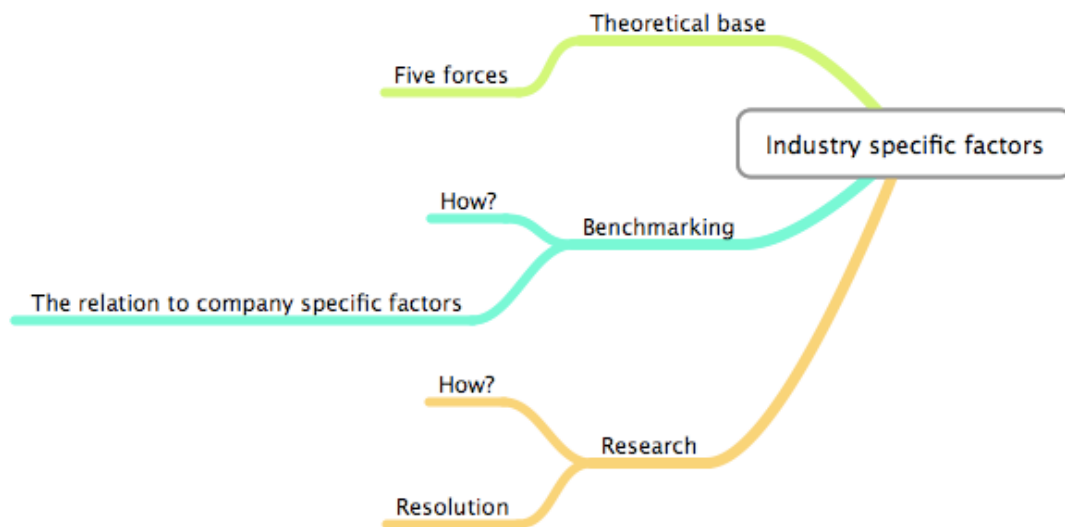 Theoretical base
Five forces
Industry specific factors
How?
Benchmarking
The relation to company specific factors
How?
Research
Resolution